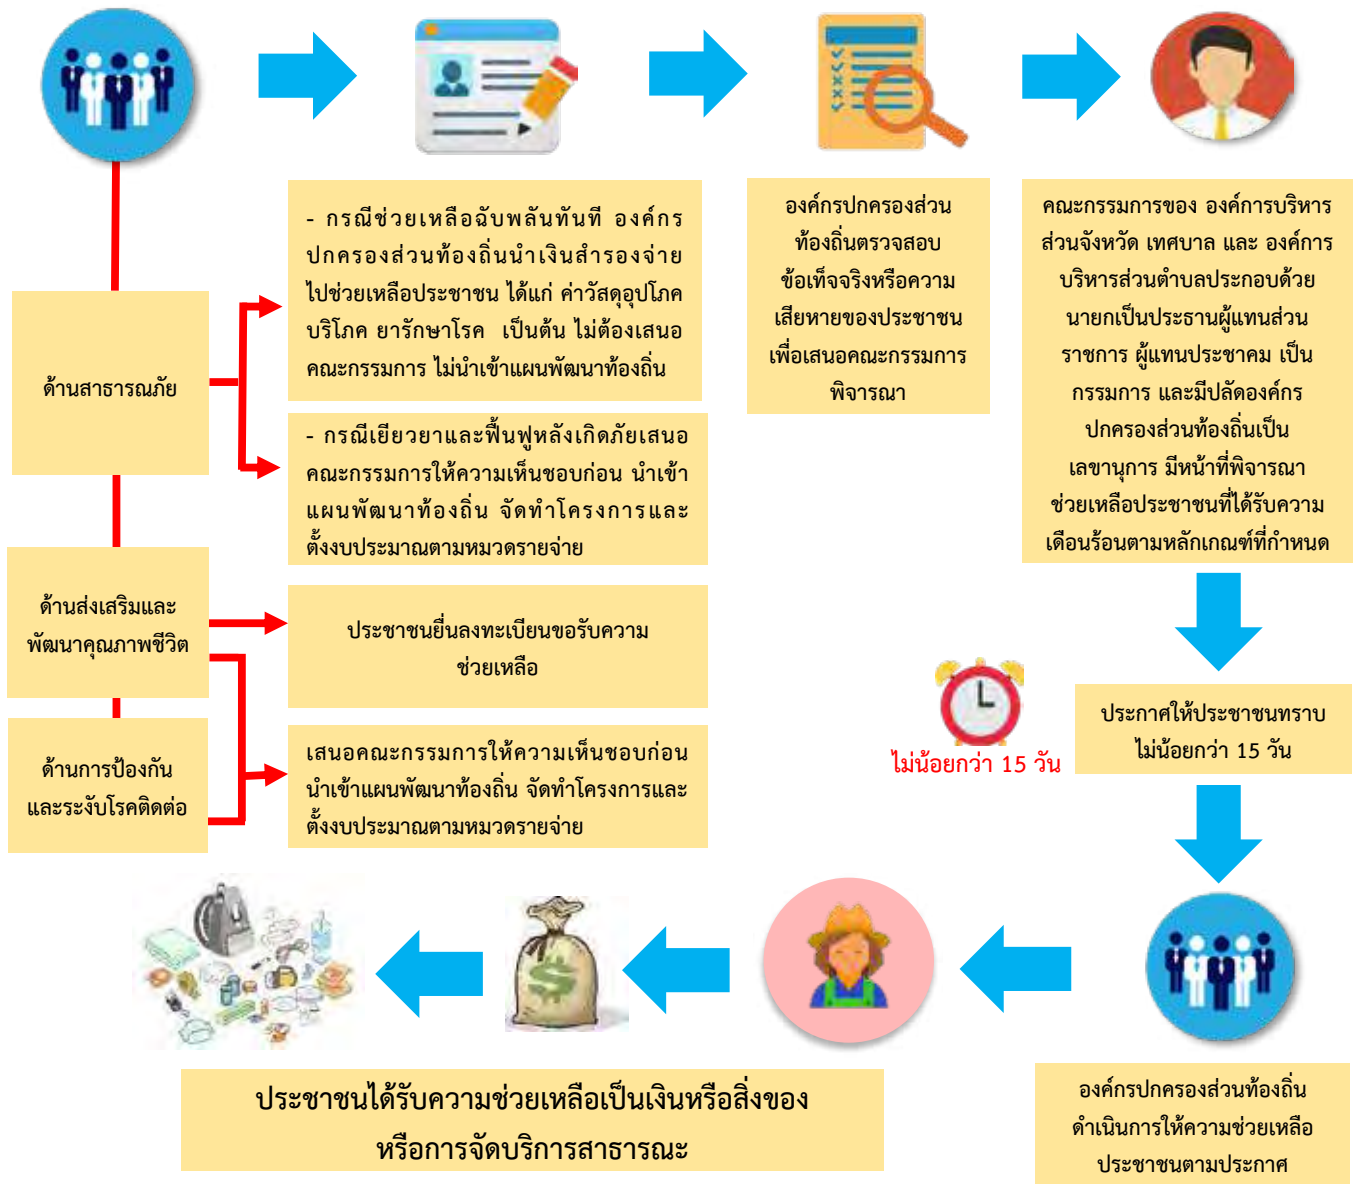 ด้านสาธารณภัย
- กรณีช่วยเหลือฉับพลันทันที องค์กร
ปกครองส่วนท้องถิ่นนำเงินสำรองจ่าย
ไปช่วยเหลือประชาชน ได้แก่ ค่าวัสดุอุปโภค
บริโภค ยารักษาโรค เป็นต้น ไม่ต้องเสนอ
คณะกรรมการ ไม่นำเข้าแผนพัฒนาท้องถิ่น
- กรณีเยียวยาและฟื้นฟูหลังเกิดภัยเสนอ
คณะกรรมการให้ความเห็นชอบก่อน นำเข้า
แผนพัฒนาท้องถิ่น จัดทำโครงการและ
ตั้งงบประมาณตามหมวดรายจ่าย
ด้านส่งเสริมและ
พัฒนาคุณภาพชีวิต
ประชาชนยื่นลงทะเบียนขอรับความ
ช่วยเหลือ
ด้านการป้องกัน
และระงับโรคติดต่อ
เสนอคณะกรรมการให้ความเห็นชอบก่อน
นำเข้าแผนพัฒนาท้องถิ่น จัดทำโครงการและ
ตั้งงบประมาณตามหมวดรายจ่าย
องค์กรปกครองส่วน
ท้องถิ่นตรวจสอบ
ข้อเท็จจริงหรือความ
เสียหายของประชาชน
เพื่อเสนอคณะกรรมการ
พิจารณา
คณะกรรมการของ องค์การบริหาร
ส่วนจังหวัด เทศบาล และ องค์การ
บริหารส่วนตำบลประกอบด้วย
นายกเป็นประธานผู้แทนส่วน
ราชการ ผู้แทนประชาคม เป็น
กรรมการ และมีปลัดองค์กร
ปกครองส่วนท้องถิ่นเป็น
เลขานุการ มีหน้าที่พิจารณา
ช่วยเหลือประชาชนที่ได้รับความ
เดือนร้อนตามหลักเกณฑ์ที่กำหนด
ไม่น้อยกว่า 15 วัน
ประกาศให้ประชาชนทราบ
ไม่น้อยกว่า 15 วัน
องค์กรปกครองส่วนท้องถิ่น
ดำเนินการให้ความช่วยเหลือ
ประชาชนตามประกาศ
ประชาชนได้รับความช่วยเหลือเป็นเงินหรือสิ่งของ
หรือการจัดบริการสาธารณะ